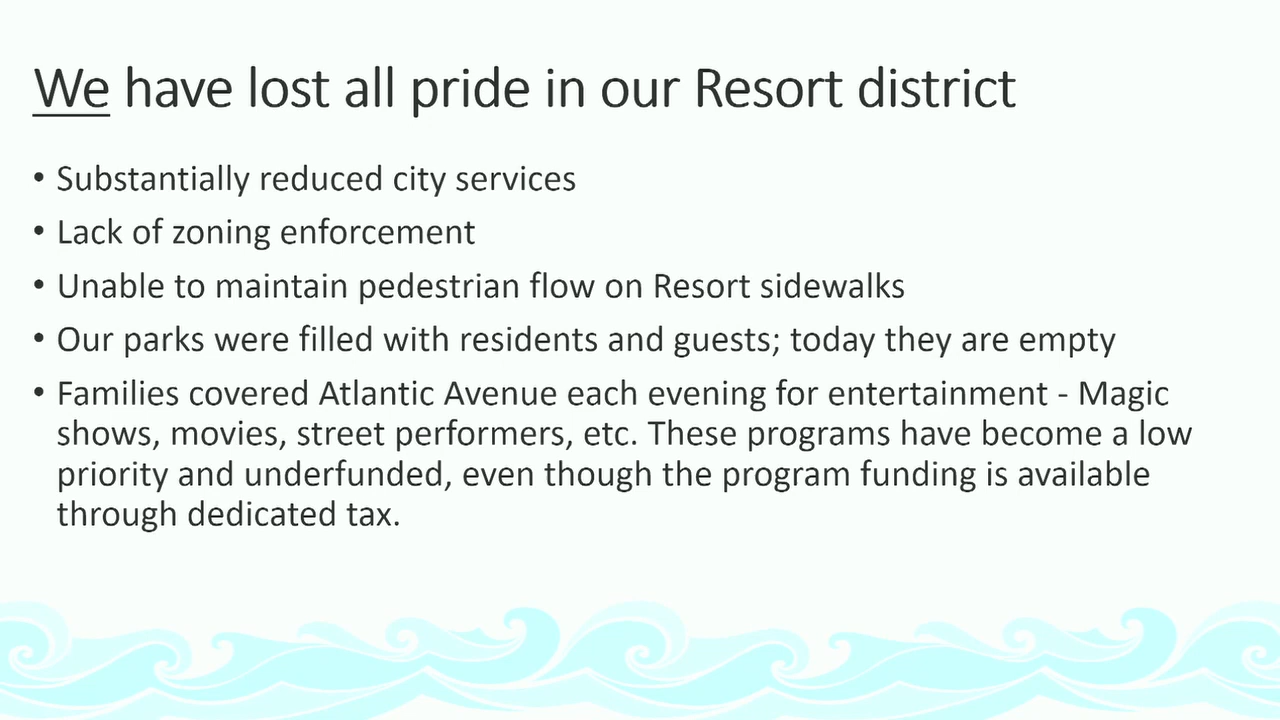 We have lost all pride in our Resort district
• Substantially reduced city services
• Lack of zoning enforcement
• Unable to maintain pedestrian flow on Resort sidewalks
• Our parks were filled with residents and guests; today they are empty
• Families covered Atlantic Avenue each evening for entertainment - Magic
shows, movies, street performers, etc. These programs have become a low
priority and underfunded, even though the program funding is available
through dedicated tax.